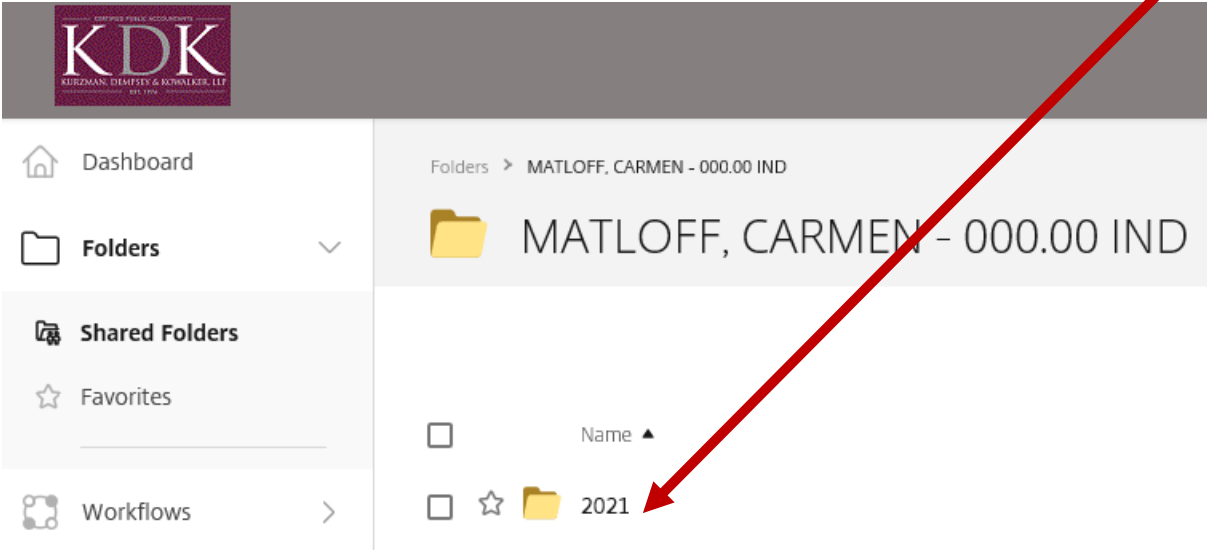 CERTIFIED PUBLIC ACCOUNTANTS
KDK
KURZMAN, DEMPSEY & KOWALKER, LLP
Dashboard
Folders
Shared Folders
Favorites
Workflows
Folders > MATLOFF, CARMEN - 000.00 IND
MATLOFF, CARMEN - 000.00 IND
Name
2021